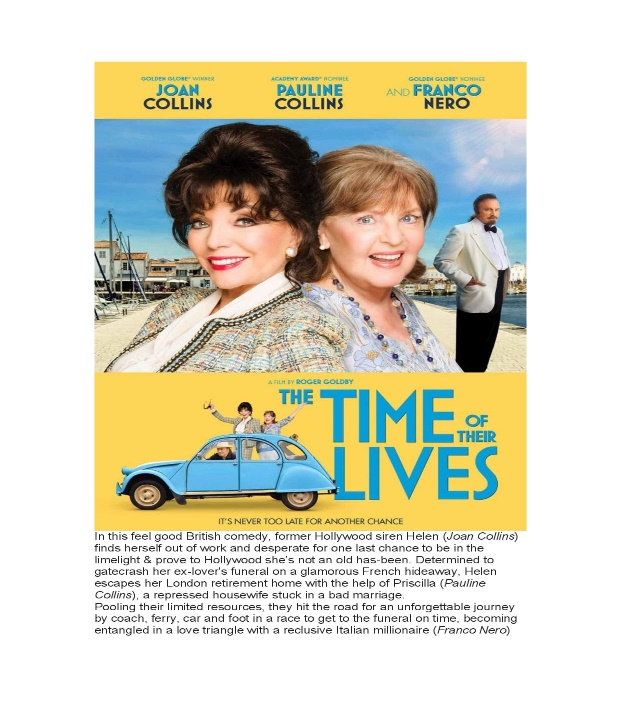 GOLDEN GLOBE® WINNER
JOAN
COLLINS
ACADEMY AWARD® NOMINEE
PAULINE
COLLINS
GOLDEN GLOBE® NOMINEE
AND FRANCO
NERO
A FILM BY ROGER GOLDBY
THE TIME OF THEIR LIVES
IT'S NEVER TOO LATE FOR ANOTHER CHANCE
In this feel good British comedy, former Hollywood siren Helen (Joan Collins)
finds herself out of work and desperate for one last chance to be in the
limelight & prove to Hollywood she's not an old has-been. Determined to
gatecrash her ex-lover's funeral on a glamorous French hideaway, Helen
escapes her London retirement home with the help of Priscilla (Pauline
Collins), a repressed housewife stuck in a bad marriage.
Pooling their limited resources, they hit the road for an unforgettable journey
by coach, ferry, car and foot in a race to get to the funeral on time, becoming
entangled in a love triangle with a reclusive Italian millionaire (Franco Nero)